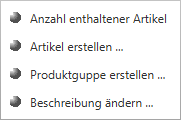 Anzahl enthaltener Artikel
Artikel erstellen ...
Produktguppe erstellen ...
Beschreibung ändern ...